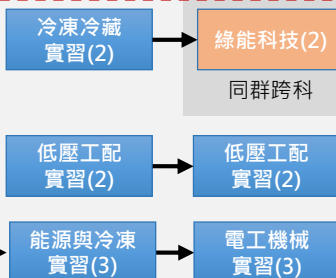 冷凍冷藏
實習(2)
綠能科技(2)
同群跨科
低壓工配
實習(2)
低壓工配
實習(2)
能源與冷凍
實習(3)
電工機械
實習(3)